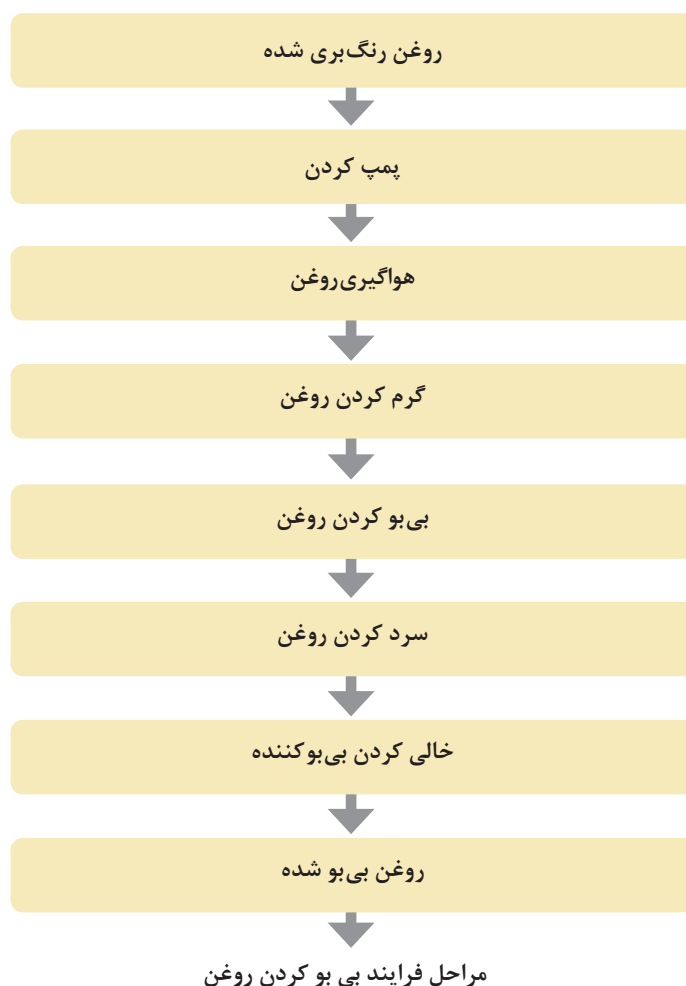 روغن رنگ‌بری شده
پمپ کردن
هواگیری‌روغن
گرم کردن روغن
بی‌بو کردن روغن
سرد کردن روغن
خالی کردن بی‌بوکننده
روغن بی‌بو شده
مراحل فرایند بی بو کردن روغن